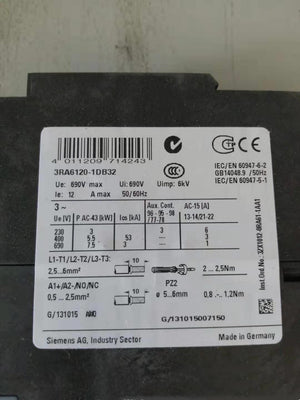 4 011209 714243
3RA6120-1DB32
Ue: 690V max Ui: 690V Uimp: 6kV
Ie: 12 A max 50/60Hz
IEC/EN 60947-6-2
GB14048.9 /50Hz
IEC/EN 60947-5-1
CCC
N
3 ~
Ue [V] P AC-43 [kW] Ics [kA] Aux. Cont. 95 - 96 - 98 / 77-78 AC-15 [A] 13-14/21-22
230 3 3 6
400 5.5 53 3
690 7.5 3 1
L1-T1/L2-T2/L3-T3:
2.5...6mm² 10 2 ... 2,5Nm
A1+/A2-/NO/NC PZ2
0,5 ... 2,5mm² 10 ø 5...6mm 0,8 ... 1,2Nm
G/131015 G/131015007150
Siemens AG, Industry Sector Made in Germany